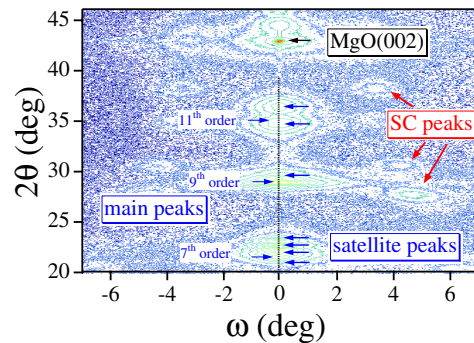 45
40
35
30
25
20
2θ (deg)
MgO(002)
11th order
SC peaks
9th order
main peaks
satellite peaks
7th order
-6
-4
-2
0
2
4
6
ω (deg)